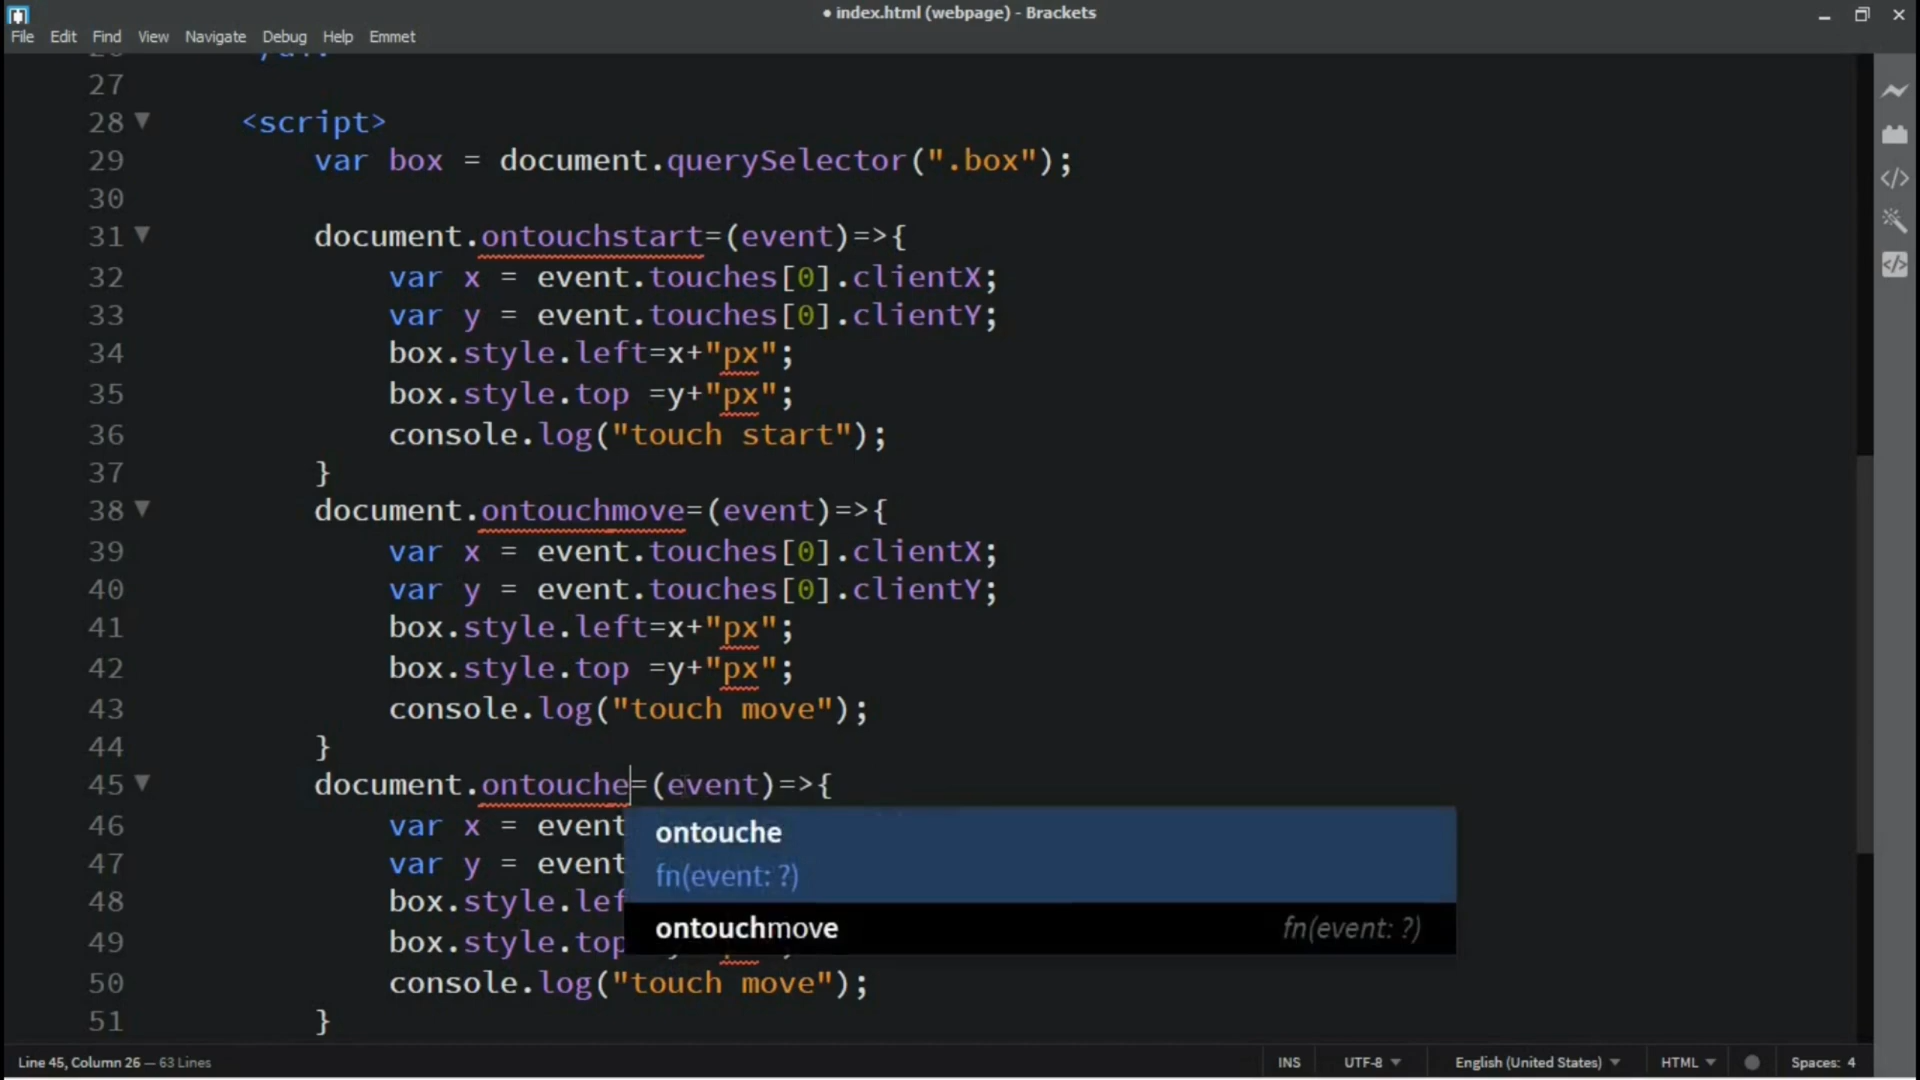 • index.html (webpage) - Brackets
File Edit Find View Navigate Debug Help Emmet
27
28 <script>
29 var box = document.querySelector(".box");
30
31 document.ontouchstart=(event)=>{
32 var x = event.touches[0].clientX;
33 var y = event.touches[0].clientY;
34 box.style.left=x+"px";
35 box.style.top =y+"px";
36 console.log("touch start");
37 }
38 document.ontouchmove=(event)=>{
39 var x = event.touches[0].clientX;
40 var y = event.touches[0].clientY;
41 box.style.left=x+"px";
42 box.style.top =y+"px";
43 console.log("touch move");
44 }
45 document.ontouche=(event)=>{
46 var x = event
47 var y = event
48 box.style.lef
49 box.style.top
50 console.log("touch move");
51 }
ontouche
fn(event: ?)
ontouchmove fn(event: ?)
Line 45, Column 26 — 63 Lines INS UTF-8 English (United States) HTML Spaces: 4